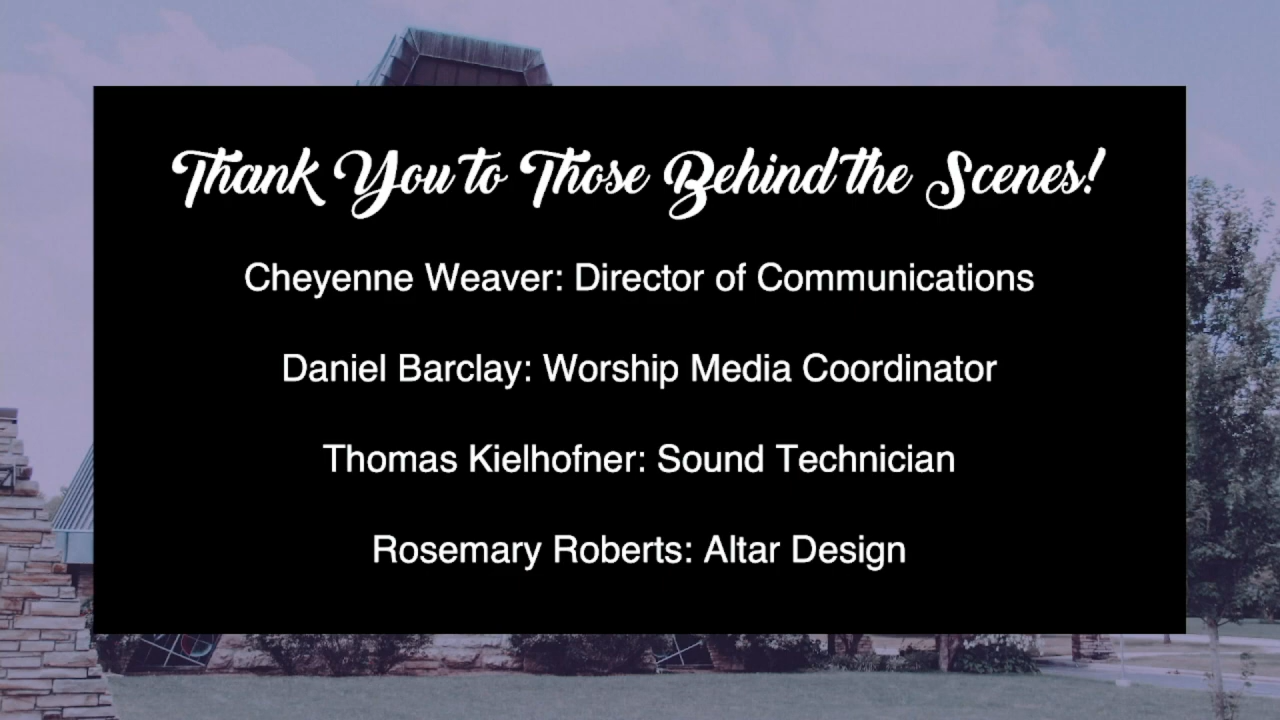 Thank You to Those Behind the Scenes!
Cheyenne Weaver: Director of Communications
Daniel Barclay: Worship Media Coordinator
Thomas Kielhofner: Sound Technician
Rosemary Roberts: Altar Design